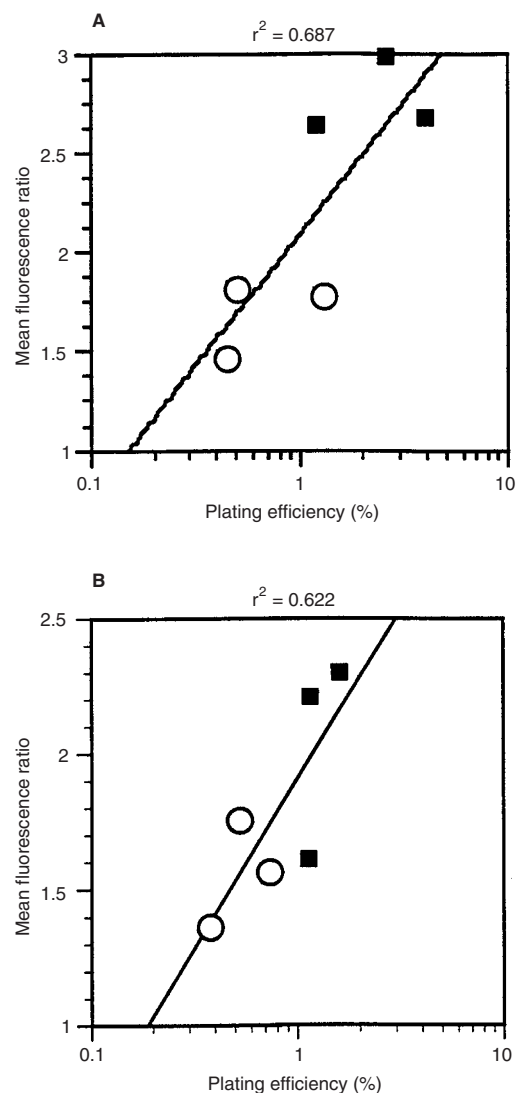 A
r² = 0.687
3
2.5
2
1.5
1
Mean fluorescence ratio
0.1
1
10
Plating efficiency (%)
B
r² = 0.622
2.5
2
1.5
1
Mean fluorescence ratio
0.1
1
10
Plating efficiency (%)